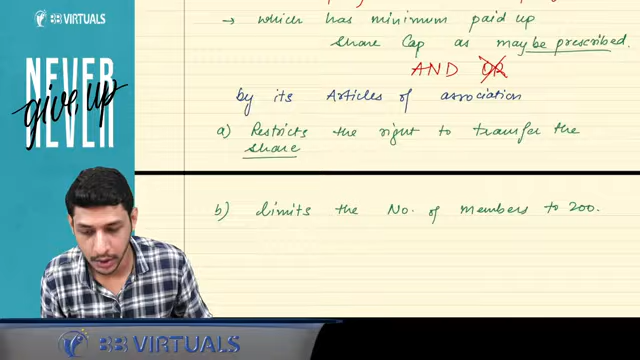 BB VIRTUALS
NEVER
give up
NEVER
→ which has minimum paid up
share Cap as may be prescribed.
AND OR
by its Articles of association
a) Restricts the right to transfer the
share
b) limits the No. of members to 200.
BB VIRTUALS